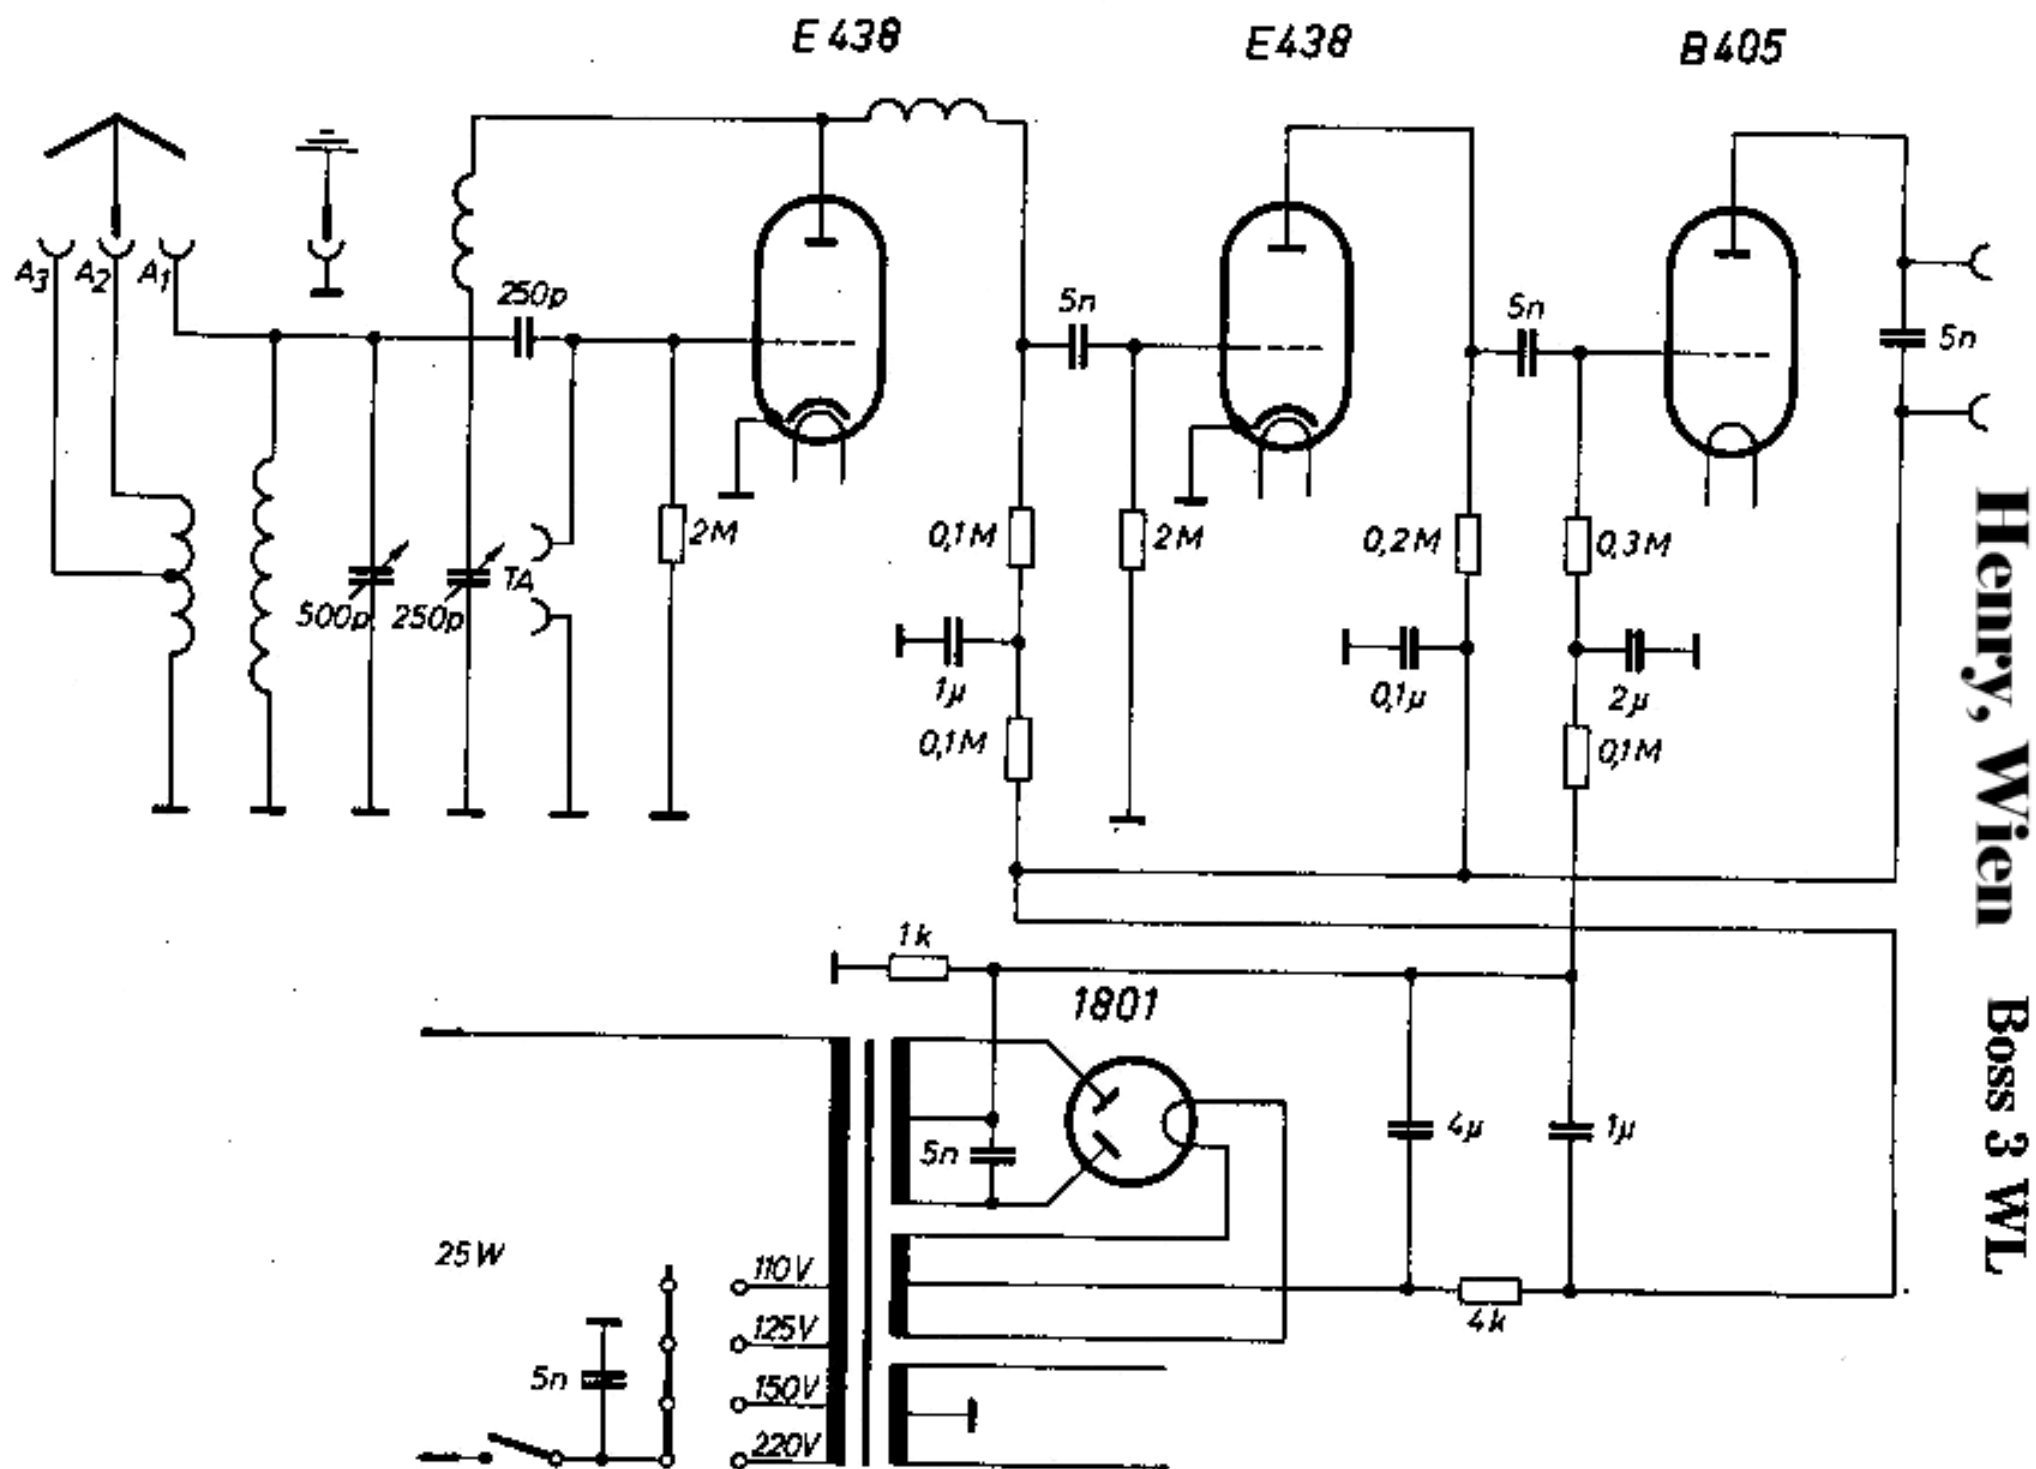 E 438
E438
B405
A3
A2
A1
250p
5n
5n
5n
2M
0,1M
2M
0,2M
0,3M
500p
250p
TA
1µ
0,1µ
2µ
0,1M
0,1M
1k
1801
5n
4µ
1µ
4k
25W
5n
110V
125V
150V
220V
Henry, Wien Boss 3 WL